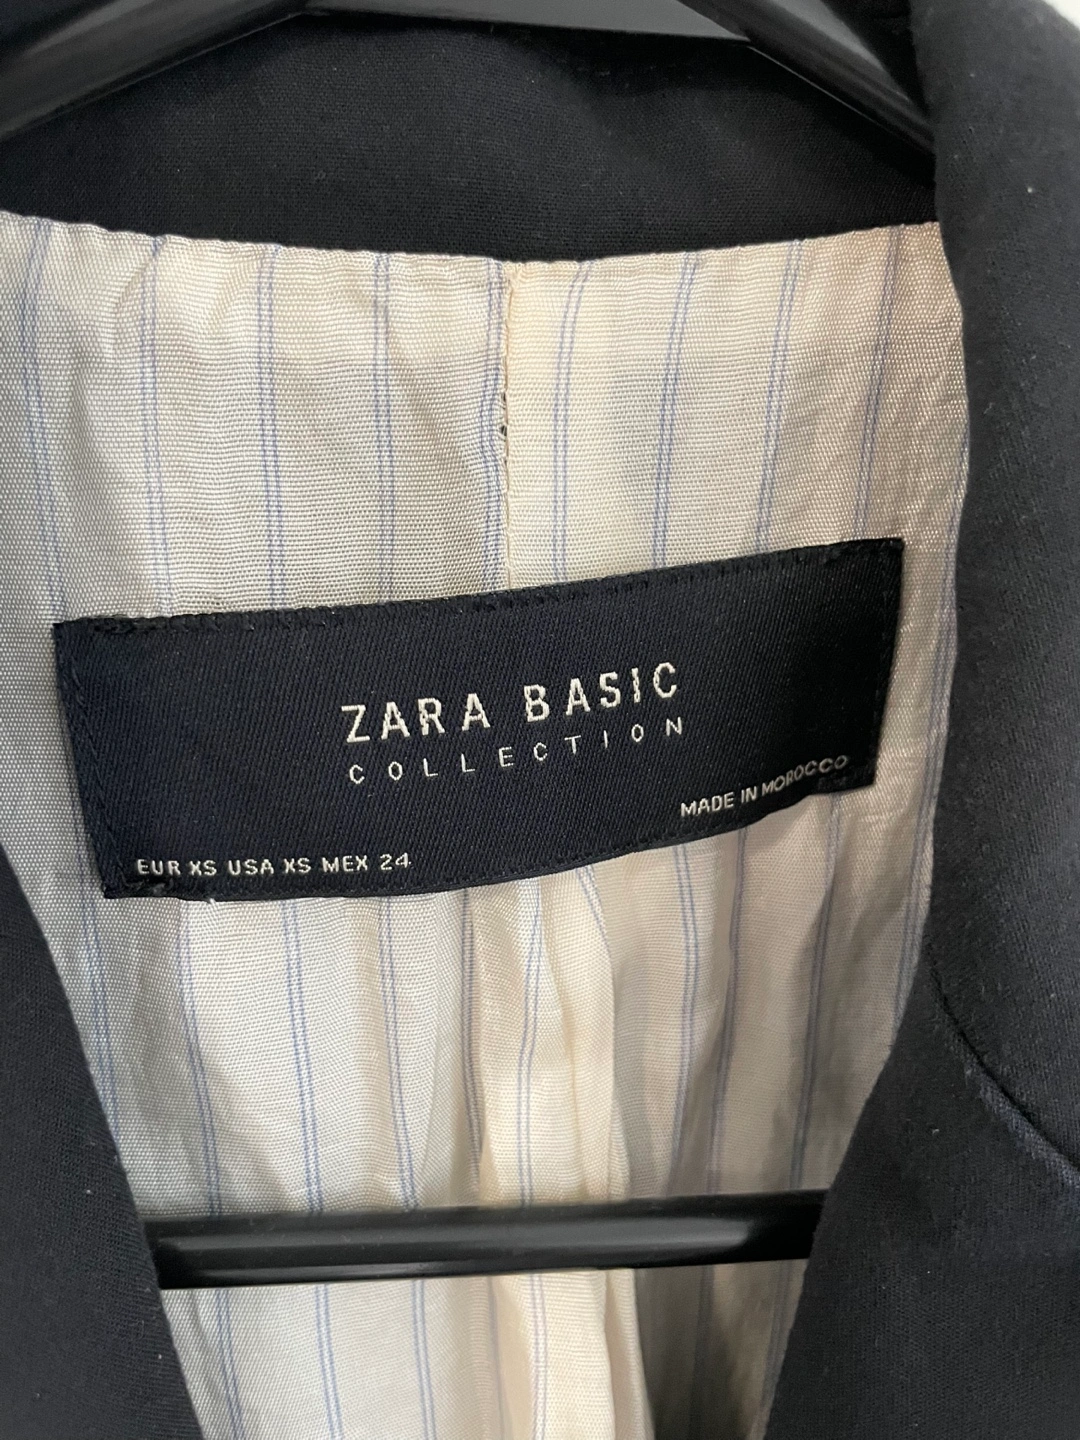 ZARA BASIC
COLLECTION
MADE IN MOROCCO
EUR XS USA XS MEX 24